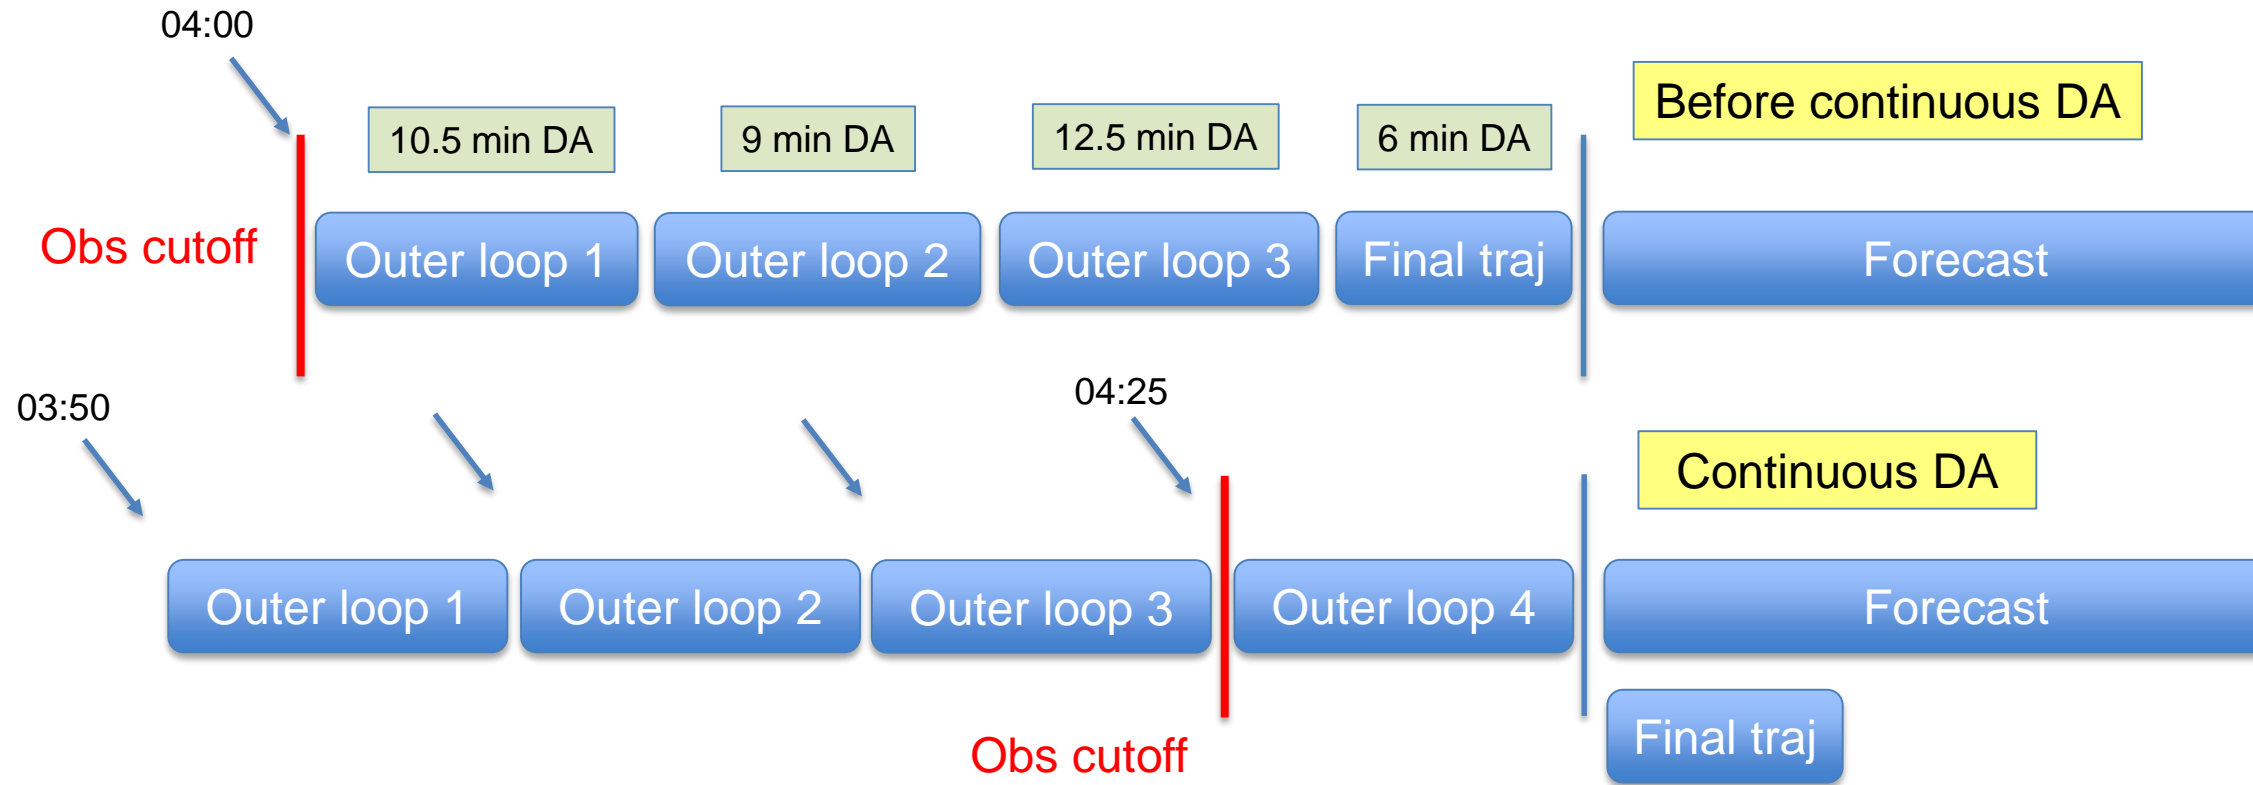 04:00
Before continuous DA
10.5 min DA
9 min DA
12.5 min DA
6 min DA
Obs cutoff
Outer loop 1
Outer loop 2
Outer loop 3
Final traj
Forecast
03:50
04:25
Continuous DA
Outer loop 1
Outer loop 2
Outer loop 3
Outer loop 4
Forecast
Obs cutoff
Final traj